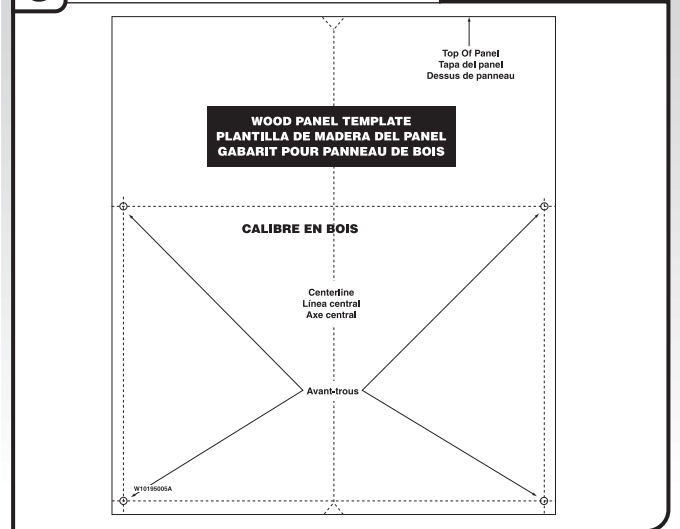 Top Of Panel
Tapa del panel
Dessus de panneau
WOOD PANEL TEMPLATE
PLANTILLA DE MADERA DEL PANEL
GABARIT POUR PANNEAU DE BOIS
CALIBRE EN BOIS
Centerline
Línea central
Axe central
Avant-trous
W10195005A